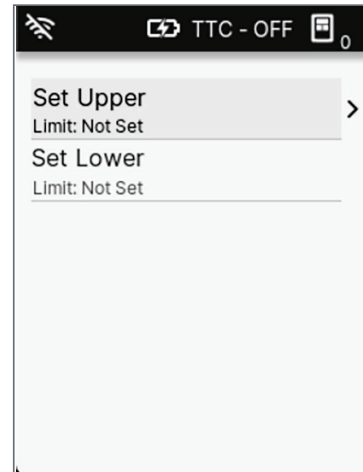 TTC - OFF 0
Set Upper
Limit: Not Set
Set Lower
Limit: Not Set